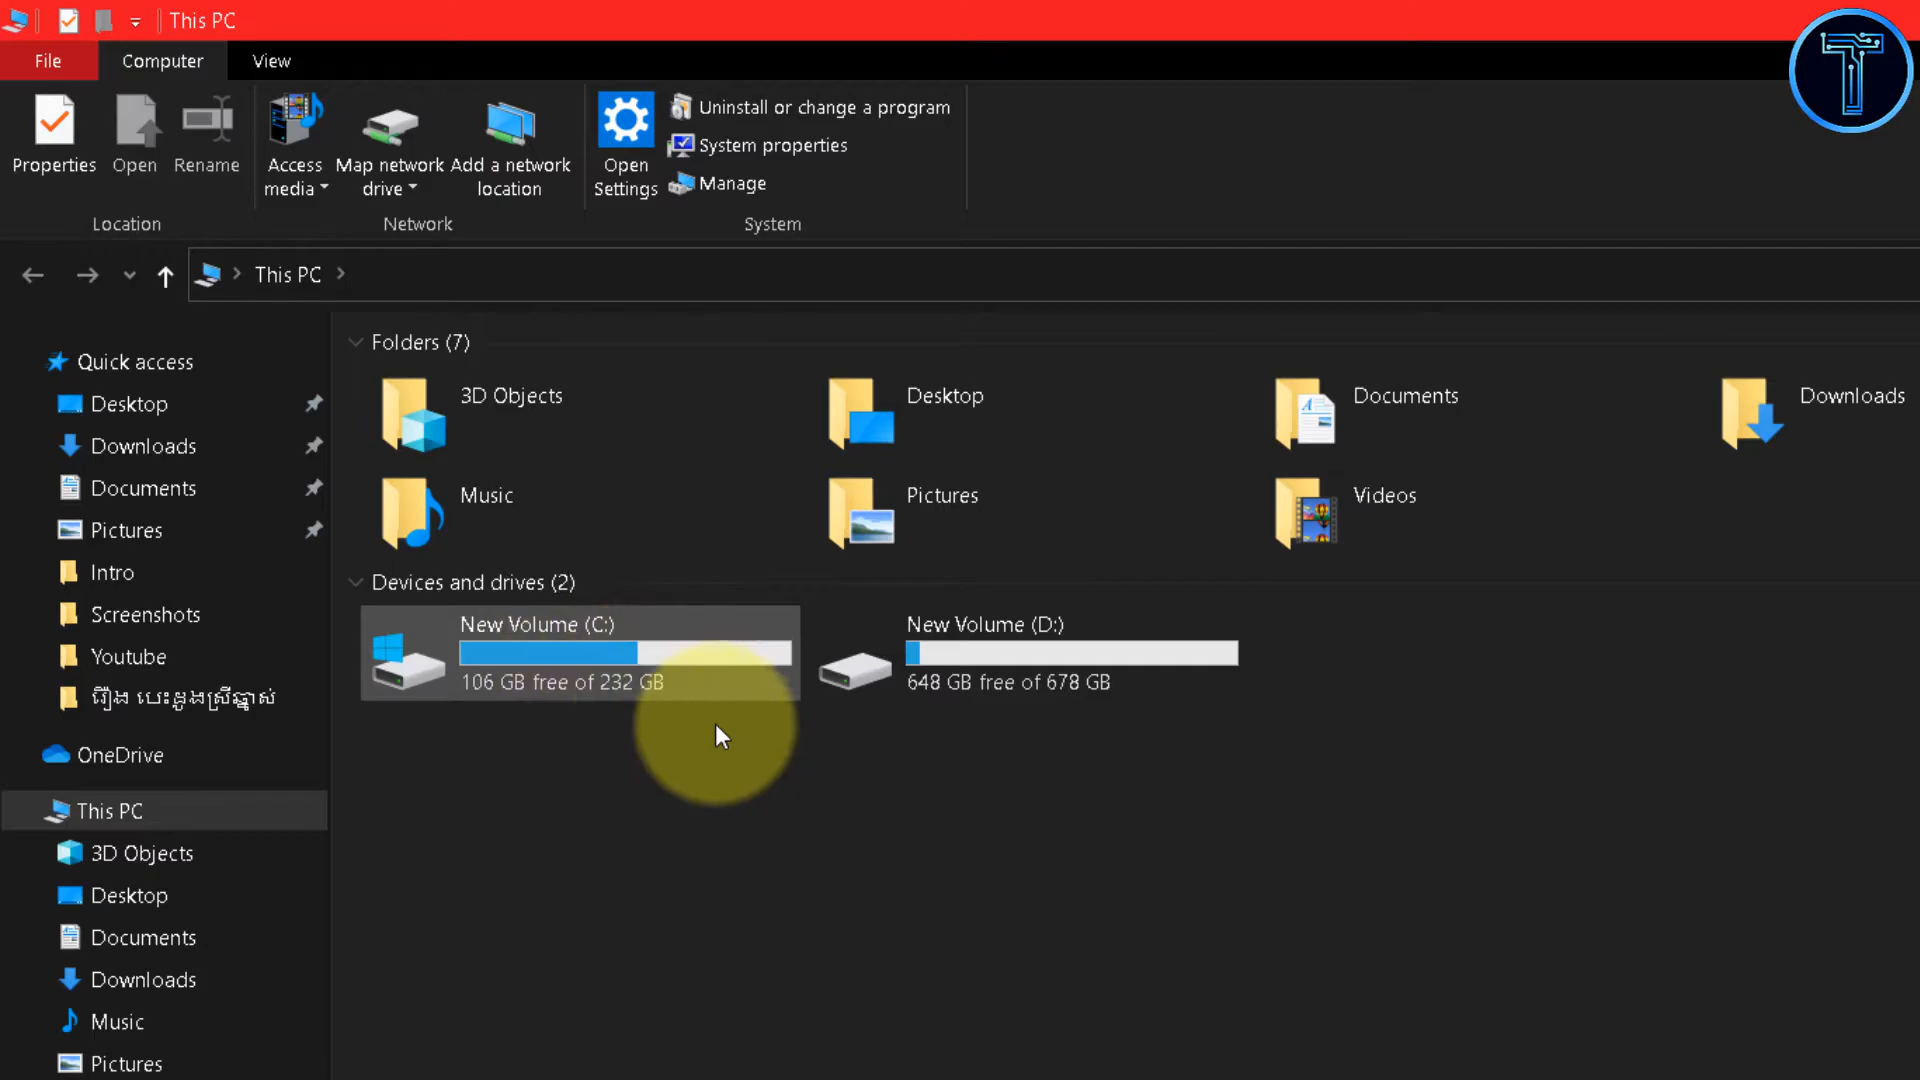 This PC
File
Computer
View
Properties
Open
Rename
Access media
Map network drive
Add a network location
Open Settings
Uninstall or change a program
System properties
Manage
Location
Network
System
This PC
Quick access
Desktop
Downloads
Documents
Pictures
Intro
Screenshots
Youtube
រឿង បេះដូងស្រីឆ្នាស់
OneDrive
This PC
3D Objects
Desktop
Documents
Downloads
Music
Pictures
Folders (7)
3D Objects
Desktop
Documents
Downloads
Music
Pictures
Videos
Devices and drives (2)
New Volume (C:)
106 GB free of 232 GB
New Volume (D:)
648 GB free of 678 GB
T